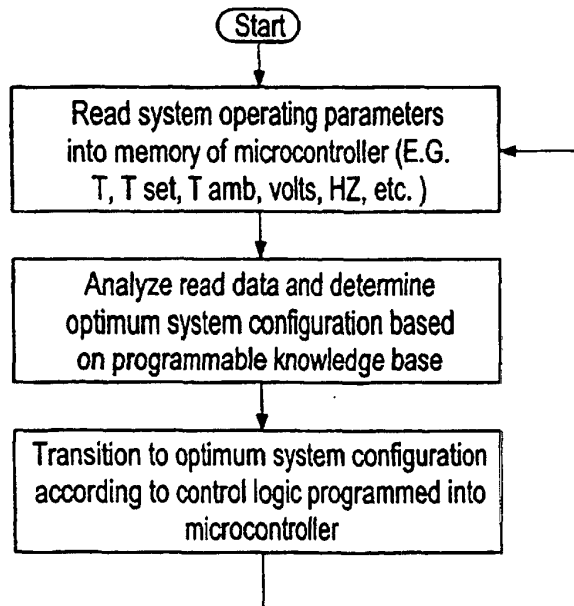 Start
Read system operating parameters
into memory of microcontroller (E.G.
T, T set, T amb, volts, HZ, etc. )
Analyze read data and determine
optimum system configuration based
on programmable knowledge base
Transition to optimum system configuration
according to control logic programmed into
microcontroller